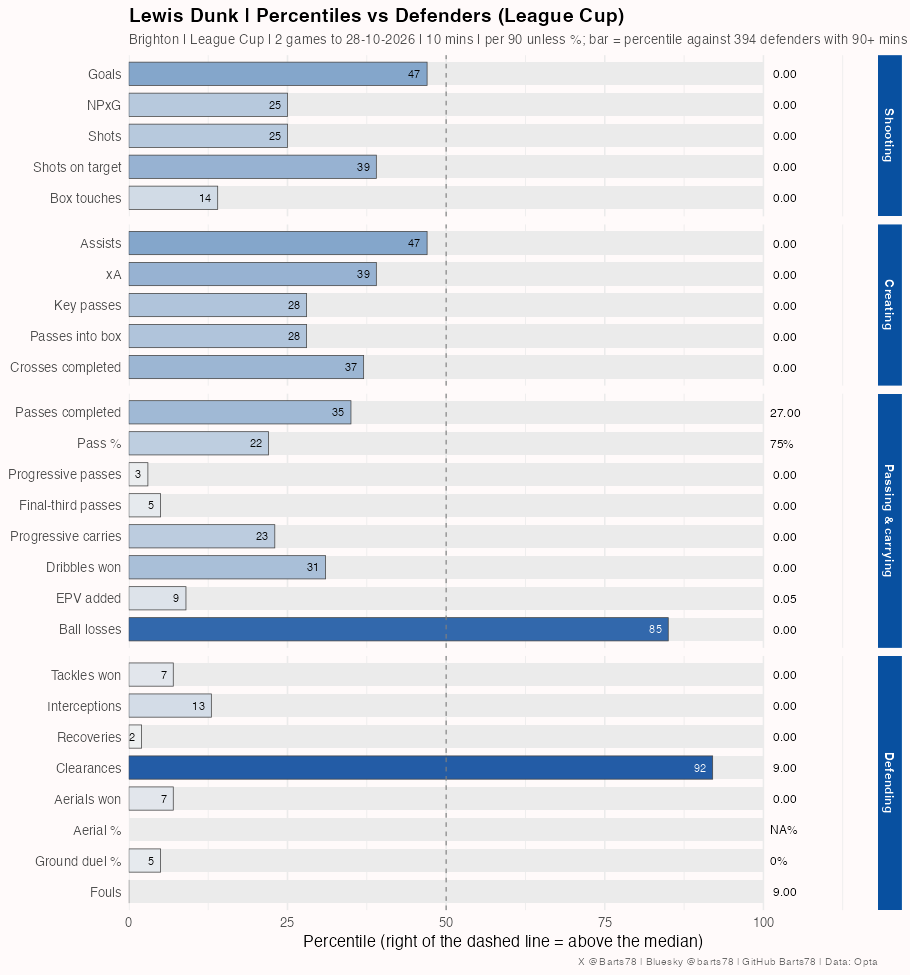 Lewis Dunk | Percentiles vs Defenders (League Cup)
Brighton | League Cup | 2 games to 28-10-2026 | 10 mins | per 90 unless %; bar = percentile against 394 defenders with 90+ mins
Goals 47 0.00
NPxG 25 0.00
Shots 25 0.00
Shots on target 39 0.00
Box touches 14 0.00
Shooting
Assists 47 0.00
xA 39 0.00
Key passes 28 0.00
Passes into box 28 0.00
Crosses completed 37 0.00
Creating
Passes completed 35 27.00
Pass % 22 75%
Progressive passes 3 0.00
Final-third passes 5 0.00
Progressive carries 23 0.00
Dribbles won 31 0.00
EPV added 9 0.05
Ball losses 85 0.00
Passing & carrying
Tackles won 7 0.00
Interceptions 13 0.00
Recoveries 2 0.00
Clearances 92 9.00
Aerials won 7 0.00
Aerial % NA%
Ground duel % 5 0%
Fouls 9.00
Defending
0 25 50 75 100
Percentile (right of the dashed line = above the median)
X @Barts78 | Bluesky @barts78 | GitHub Barts78 | Data: Opta